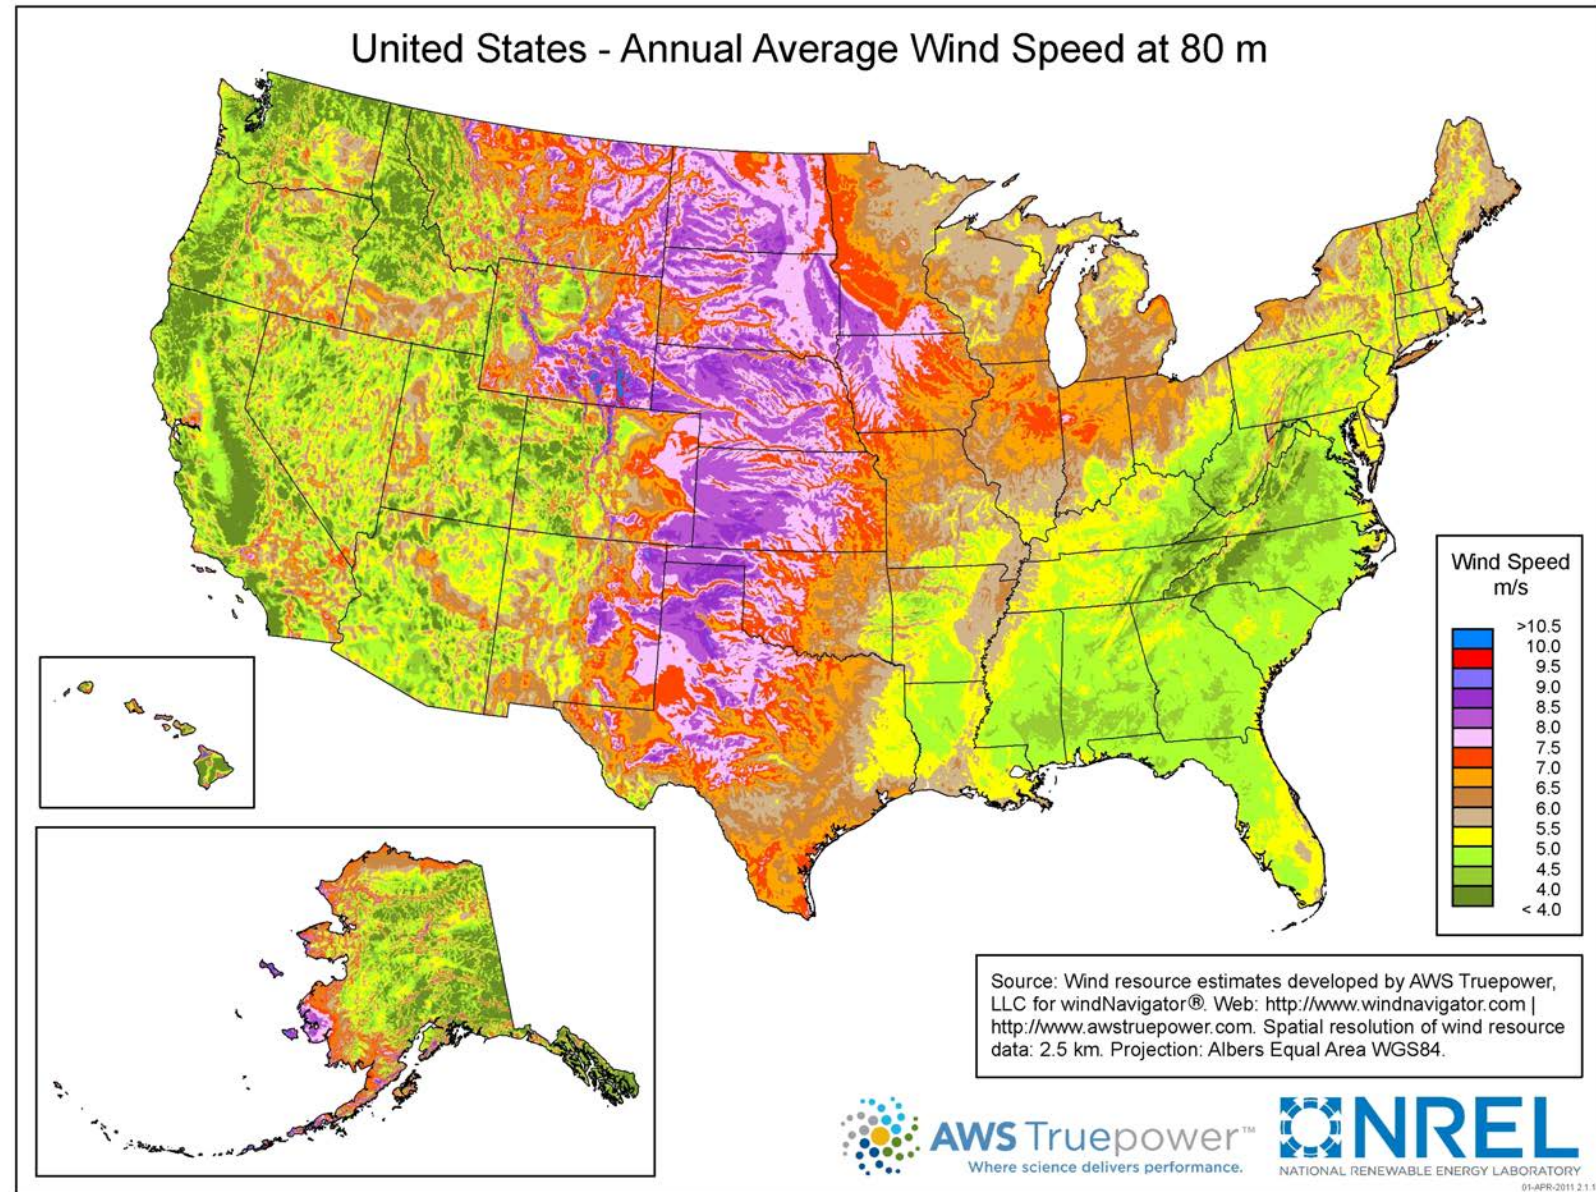 United States - Annual Average Wind Speed at 80 m
Wind Speed
m/s
>10.5
10.0
9.5
9.0
8.5
8.0
7.5
7.0
6.5
6.0
5.5
5.0
4.5
4.0
< 4.0
Source: Wind resource estimates developed by AWS Truepower,
LLC for windNavigator®. Web: http://www.windnavigator.com |
http://www.awstruepower.com. Spatial resolution of wind resource
data: 2.5 km. Projection: Albers Equal Area WGS84.
AWS Truepower™
Where science delivers performance.
NREL
NATIONAL RENEWABLE ENERGY LABORATORY